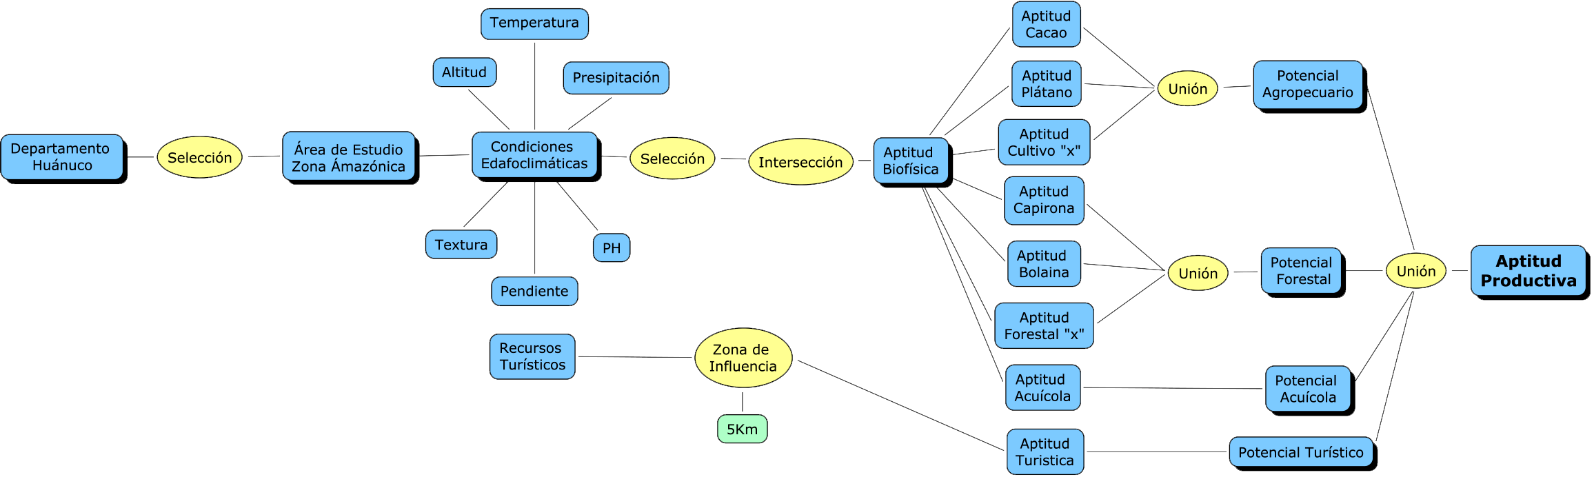 Departamento
Huánuco
Selección
Área de Estudio
Zona Ámazónica
Temperatura
Altitud
Presipitación
Condiciones
Edafoclimáticas
Textura
PH
Pendiente
Selección
Intersección
Aptitud
Biofísica
Aptitud
Cacao
Aptitud
Plátano
Aptitud
Cultivo "x"
Aptitud
Capirona
Aptitud
Bolaina
Aptitud
Forestal "x"
Aptitud
Acuícola
Aptitud
Turistica
Recursos
Turísticos
Zona de
Influencia
5Km
Unión
Potencial
Agropecuario
Unión
Potencial
Forestal
Potencial
Acuícola
Potencial Turístico
Unión
Aptitud
Productiva